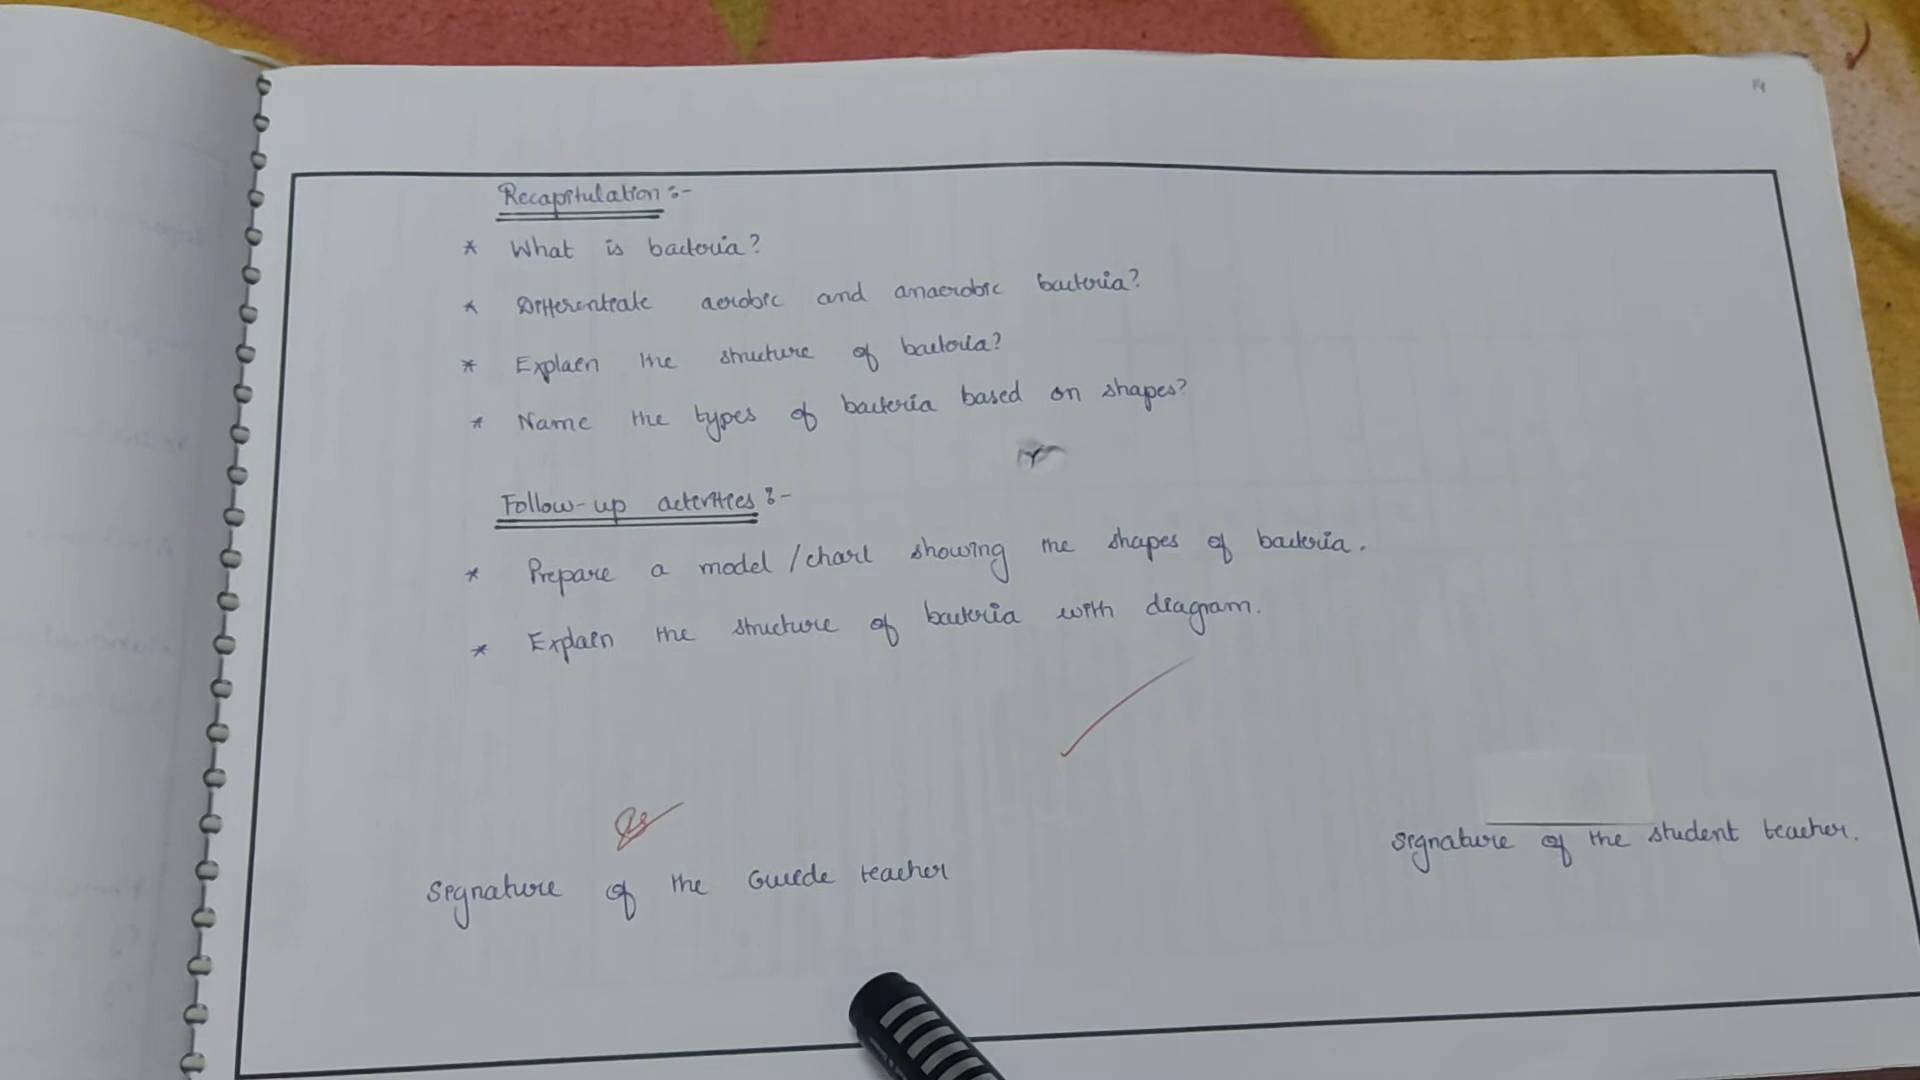 14
Recapitulation :-
* What is bacteria?
* Differentiate aerobic and anaerobic bacteria?
* Explain the structure of bacteria?
* Name the types of bacteria based on shapes?
Follow-up activities :-
* Prepare a model / chart showing the shapes of bacteria.
* Explain the structure of bacteria with diagram.
Signature of the Guide teacher
Signature of the student teacher.